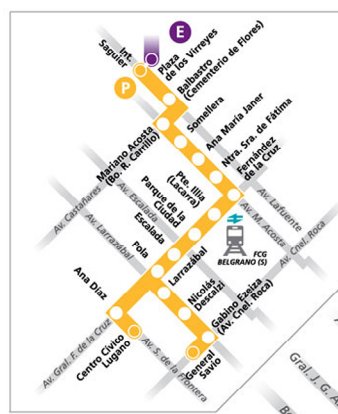 E
Plaza
de los Virreyes
Int.
Saguier
Balbastro
(Cementerio de Flores)
P
Somellera
Ana María Janer
Mariano Acosta
(Bo. R. Carrillo)
Ntra. Sra. de Fátima
Fernández
de la Cruz
Pte. Illia
(Lacarra)
Parque de la
Ciudad
Av. Castañares
Av. Escalada
Av. Larrazábal
Av. Lafuente
Av. M. Acosta
Av. Cnel. Roca
Escalada
Pola
Larrazábal
FCG
BELGRANO (S)
Ana Díaz
Nicolás
Descalzi
Gabino Ezeiza
(Av. Cnel. Roca)
Centro Cívico
Lugano
General
Savio
Av. Gral. F. de la Cruz
Av. S. de la Frontera
Gral. J. G. A